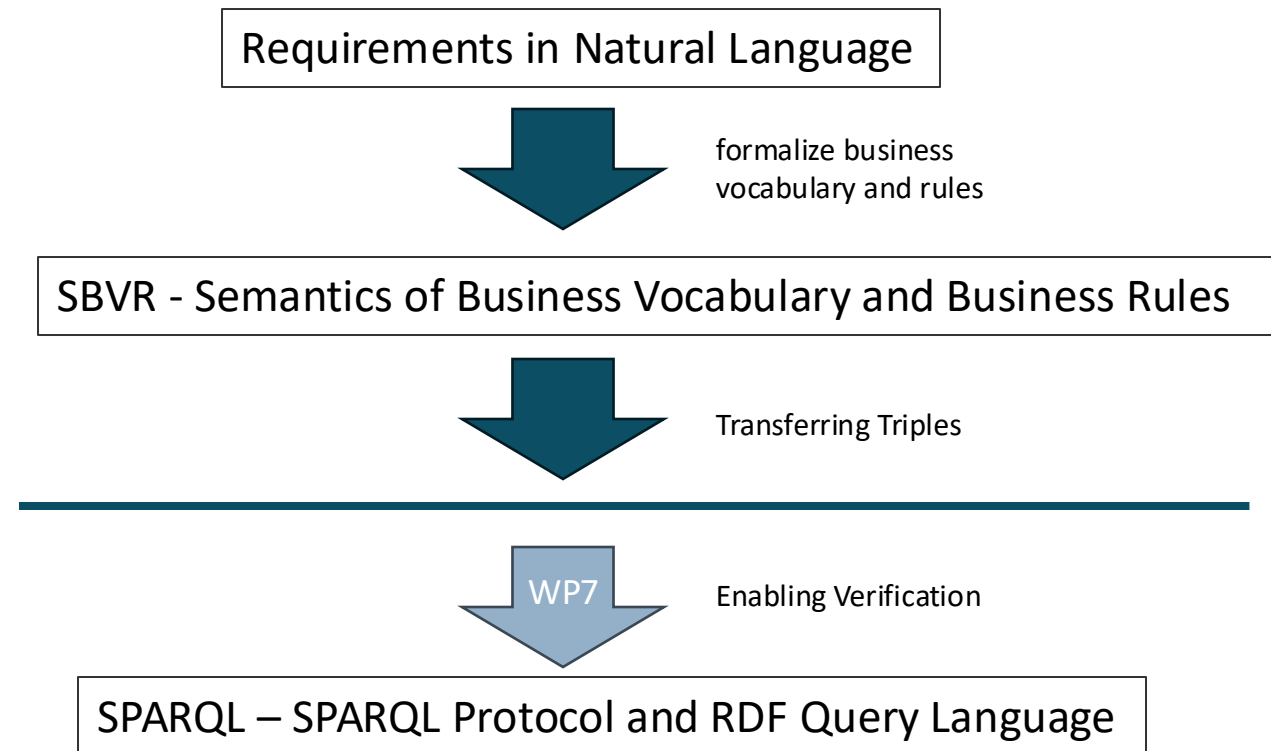 Requirements in Natural Language
formalize business
vocabulary and rules
SBVR - Semantics of Business Vocabulary and Business Rules
Transferring Triples
WP7
Enabling Verification
SPARQL – SPARQL Protocol and RDF Query Language